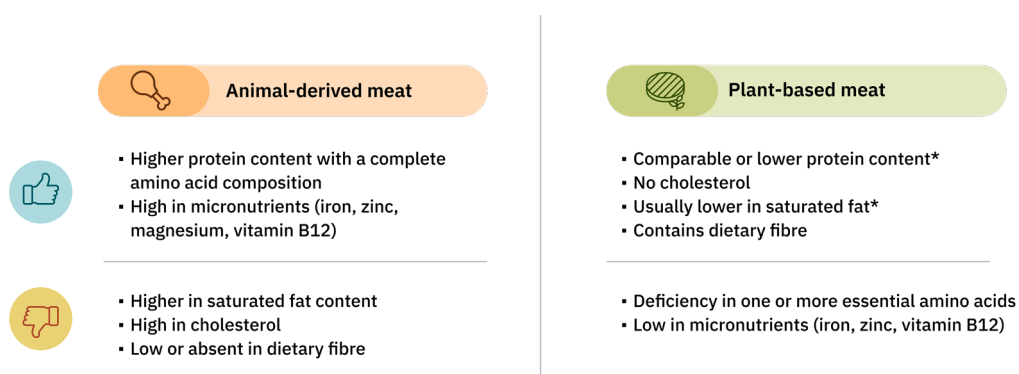 Animal-derived meat
▪ Higher protein content with a complete
amino acid composition
▪ High in micronutrients (iron, zinc,
magnesium, vitamin B12)
▪ Higher in saturated fat content
▪ High in cholesterol
▪ Low or absent in dietary fibre
Plant-based meat
▪ Comparable or lower protein content*
▪ No cholesterol
▪ Usually lower in saturated fat*
▪ Contains dietary fibre
▪ Deficiency in one or more essential amino acids
▪ Low in micronutrients (iron, zinc, vitamin B12)